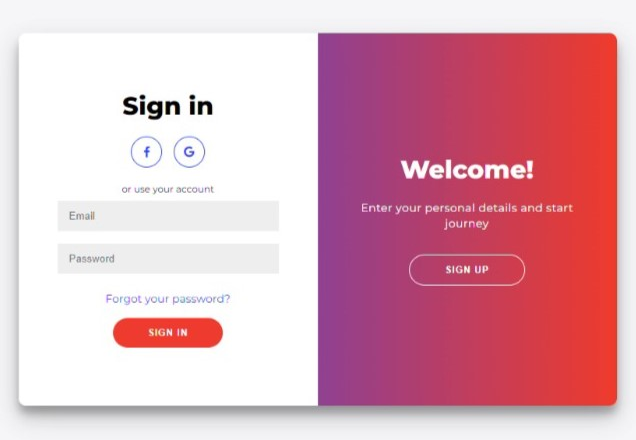 Sign in
f G
or use your account
Email
Password
Forgot your password?
SIGN IN
Welcome!
Enter your personal details and start
journey
SIGN UP